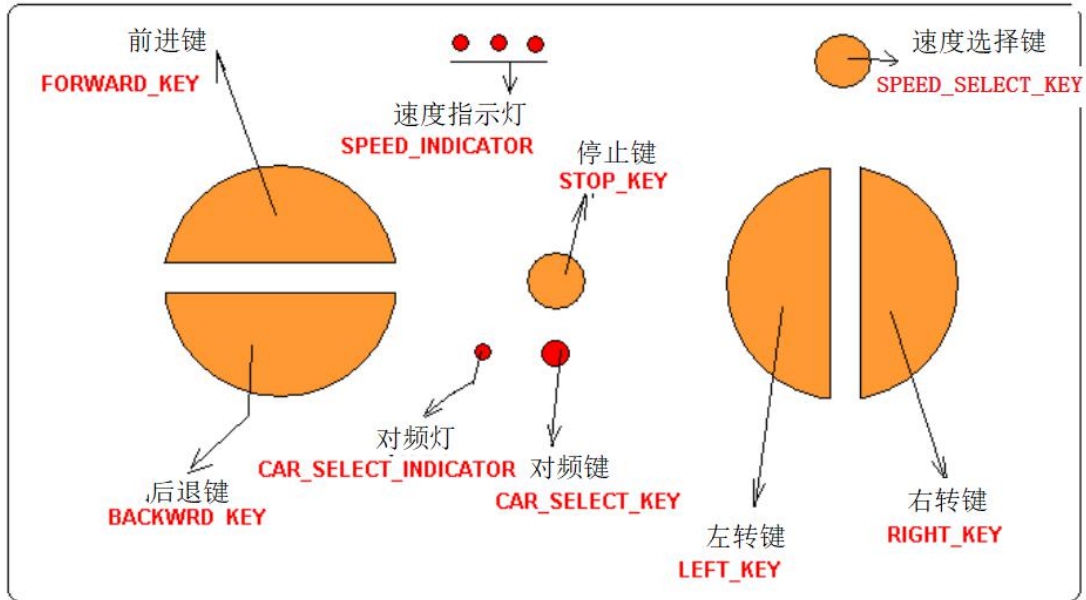 前进键
FORWARD_KEY
速度指示灯
SPEED_INDICATOR
速度选择键
SPEED_SELECT_KEY
停止键
STOP_KEY
对频灯
CAR_SELECT_INDICATOR
对频键
CAR_SELECT_KEY
后退键
BACKWRD KEY
左转键
LEFT_KEY
右转键
RIGHT_KEY